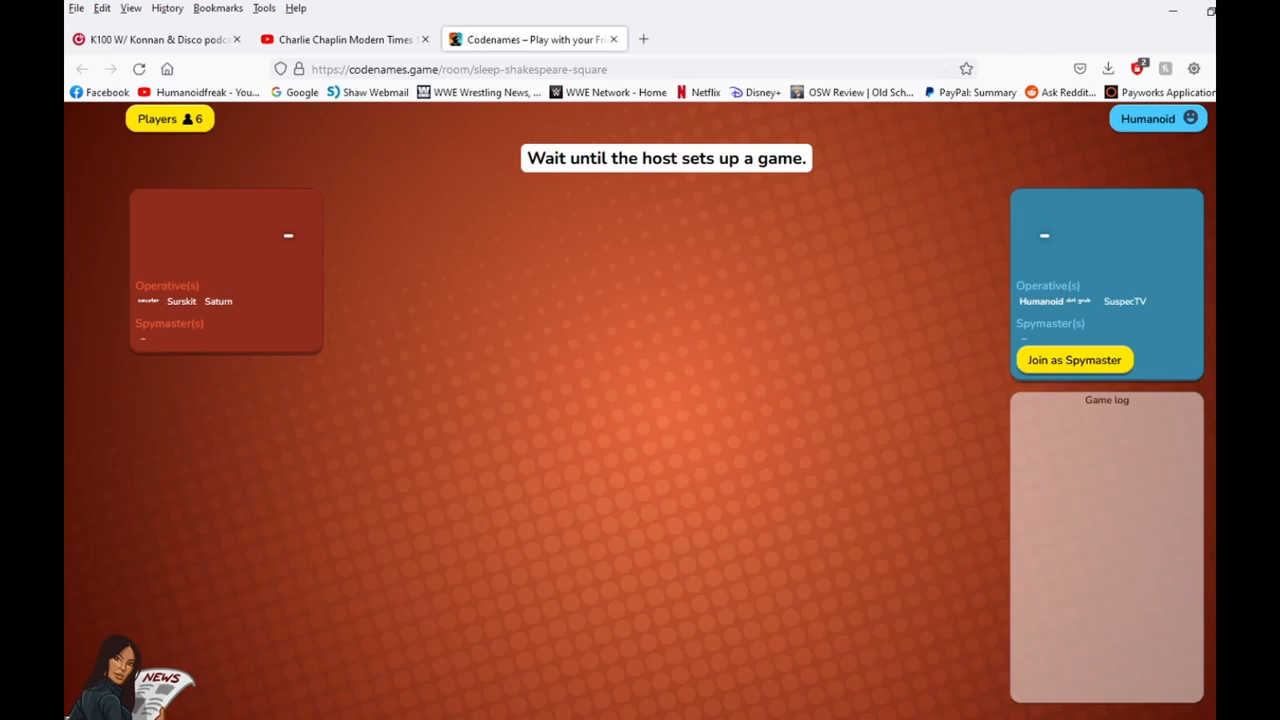 File Edit View History Bookmarks Tools Help
K100 W/ Konnan & Disco podc
Charlie Chaplin Modern Times
Codenames – Play with your Fri
https://codenames.game/room/sleep-shakespeare-square
2
Facebook
Humanoidfreak - You...
Google
Shaw Webmail
WWE Wrestling News, ...
WWE Network - Home
Netflix
Disney+
OSW Review | Old Sch...
PayPal: Summary
Ask Reddit...
Payworks Application
Players 6
Humanoid
Wait until the host sets up a game.
-
Operative(s)
Surskit Saturn
Spymaster(s)
-
-
Operative(s)
Humanoid SuspecTV
Spymaster(s)
-
Join as Spymaster
Game log
NEWS